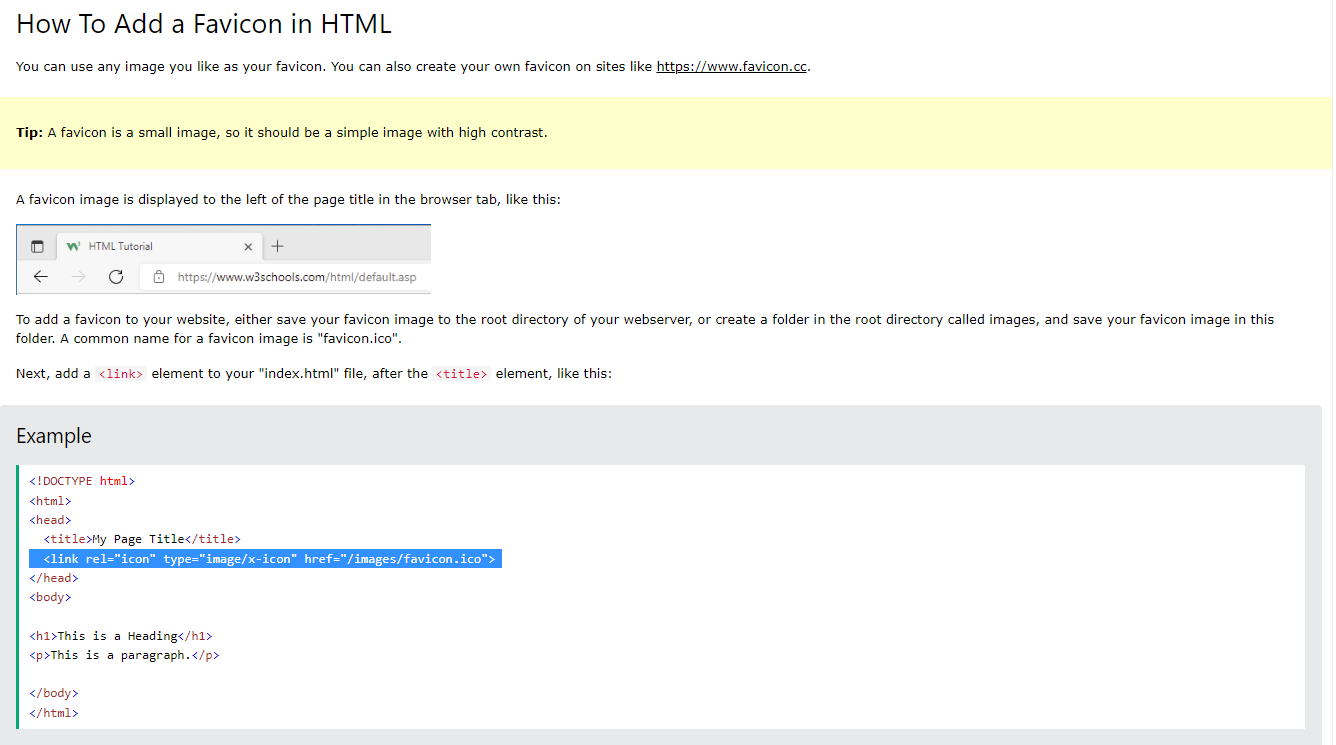 How To Add a Favicon in HTML
You can use any image you like as your favicon. You can also create your own favicon on sites like https://www.favicon.cc.
Tip: A favicon is a small image, so it should be a simple image with high contrast.
A favicon image is displayed to the left of the page title in the browser tab, like this:
HTML Tutorial
https://www.w3schools.com/html/default.asp
To add a favicon to your website, either save your favicon image to the root directory of your webserver, or create a folder in the root directory called images, and save your favicon image in this
folder. A common name for a favicon image is "favicon.ico".
Next, add a <link> element to your "index.html" file, after the <title> element, like this:
Example
<!DOCTYPE html>
<html>
<head>
  <title>My Page Title</title>
  <link rel="icon" type="image/x-icon" href="/images/favicon.ico">
</head>
<body>
<h1>This is a Heading</h1>
<p>This is a paragraph.</p>
</body>
</html>